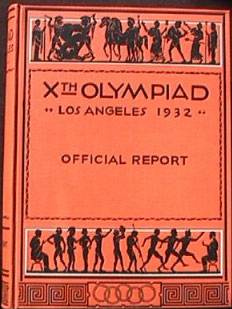 XTH OLYMPIAD
LOS ANGELES 1932
OFFICIAL REPORT